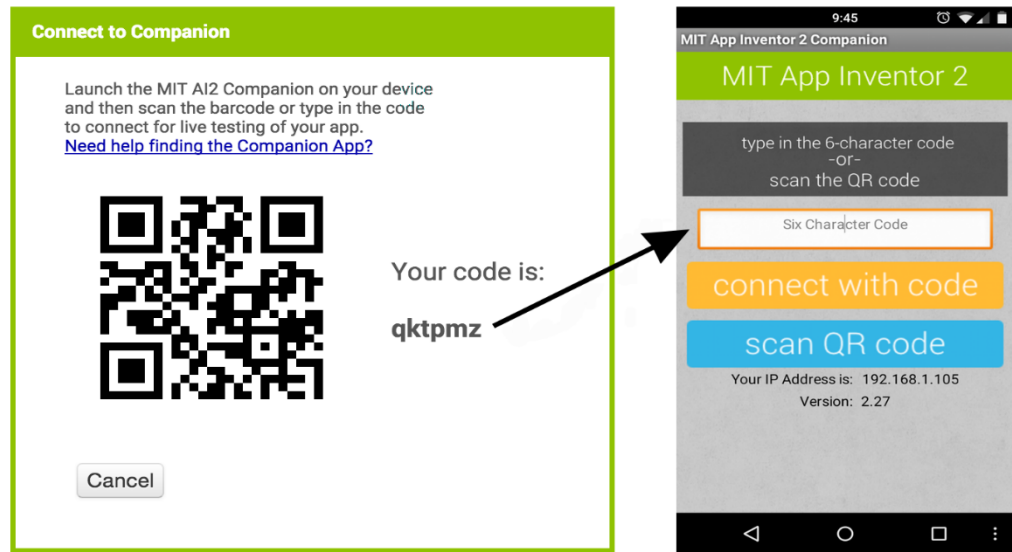 Connect to Companion
Launch the MIT AI2 Companion on your device
and then scan the barcode or type in the code
to connect for live testing of your app.
Need help finding the Companion App?
Your code is:
qktpmz
Cancel
9:45
MIT App Inventor 2 Companion
MIT App Inventor 2
type in the 6-character code
-or-
scan the QR code
Six Character Code
connect with code
scan QR code
Your IP Address is: 192.168.1.105
Version: 2.27